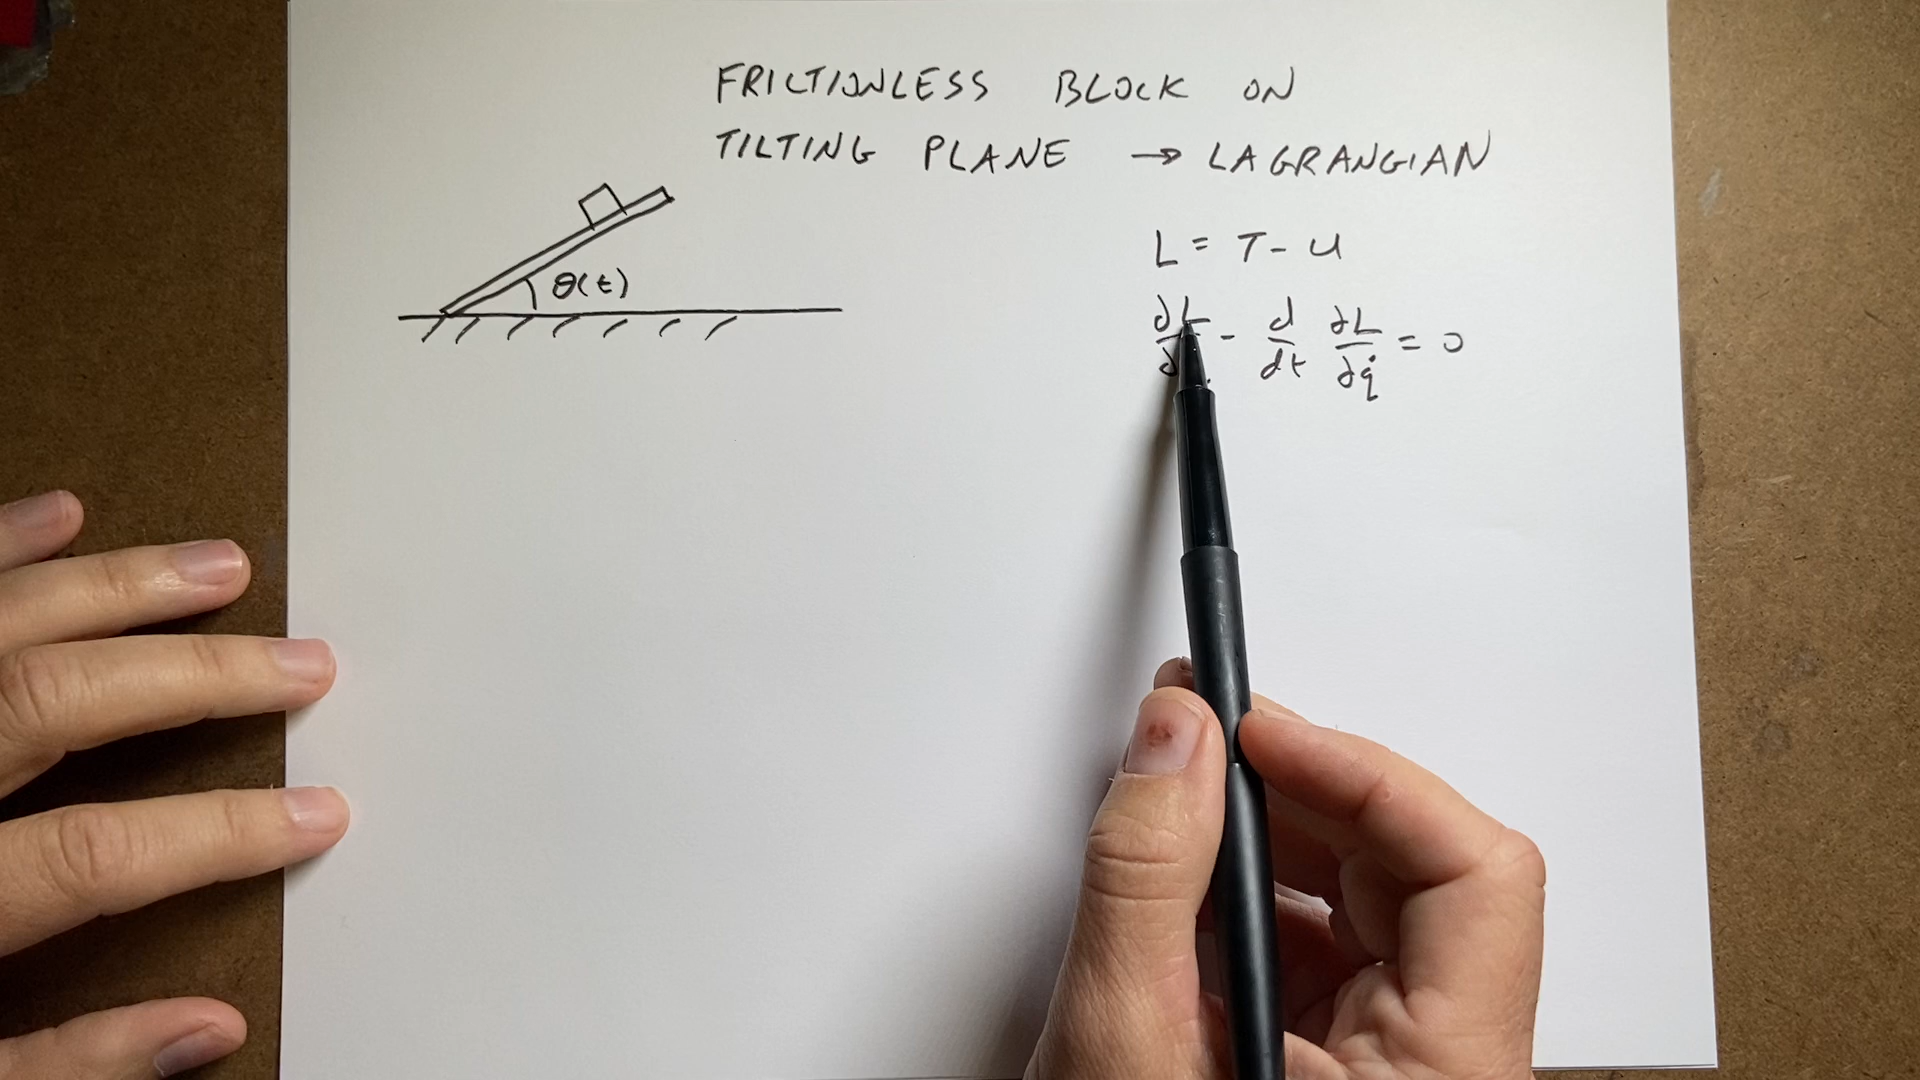 FRICTIONLESS BLOCK ON
TILTING PLANE → LAGRANGIAN
θ(t)
L = T - U
∂L/∂ - d/dt ∂L/∂q̇ = 0